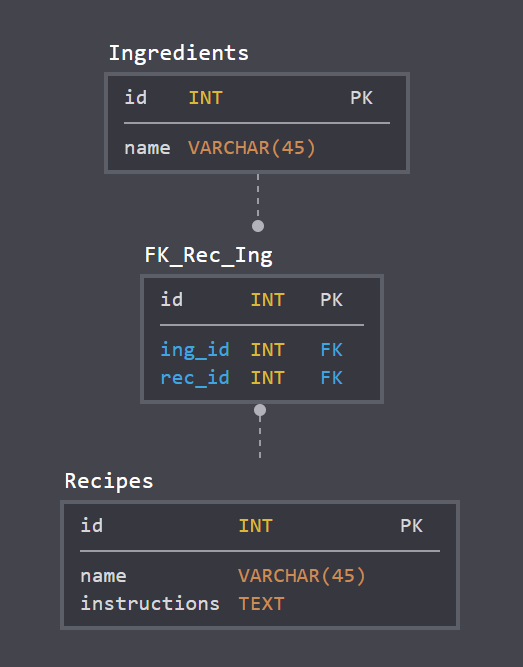 Ingredients
id INT PK
name VARCHAR(45)
FK_Rec_Ing
id INT PK
ing_id INT FK
rec_id INT FK
Recipes
id INT PK
name VARCHAR(45)
instructions TEXT